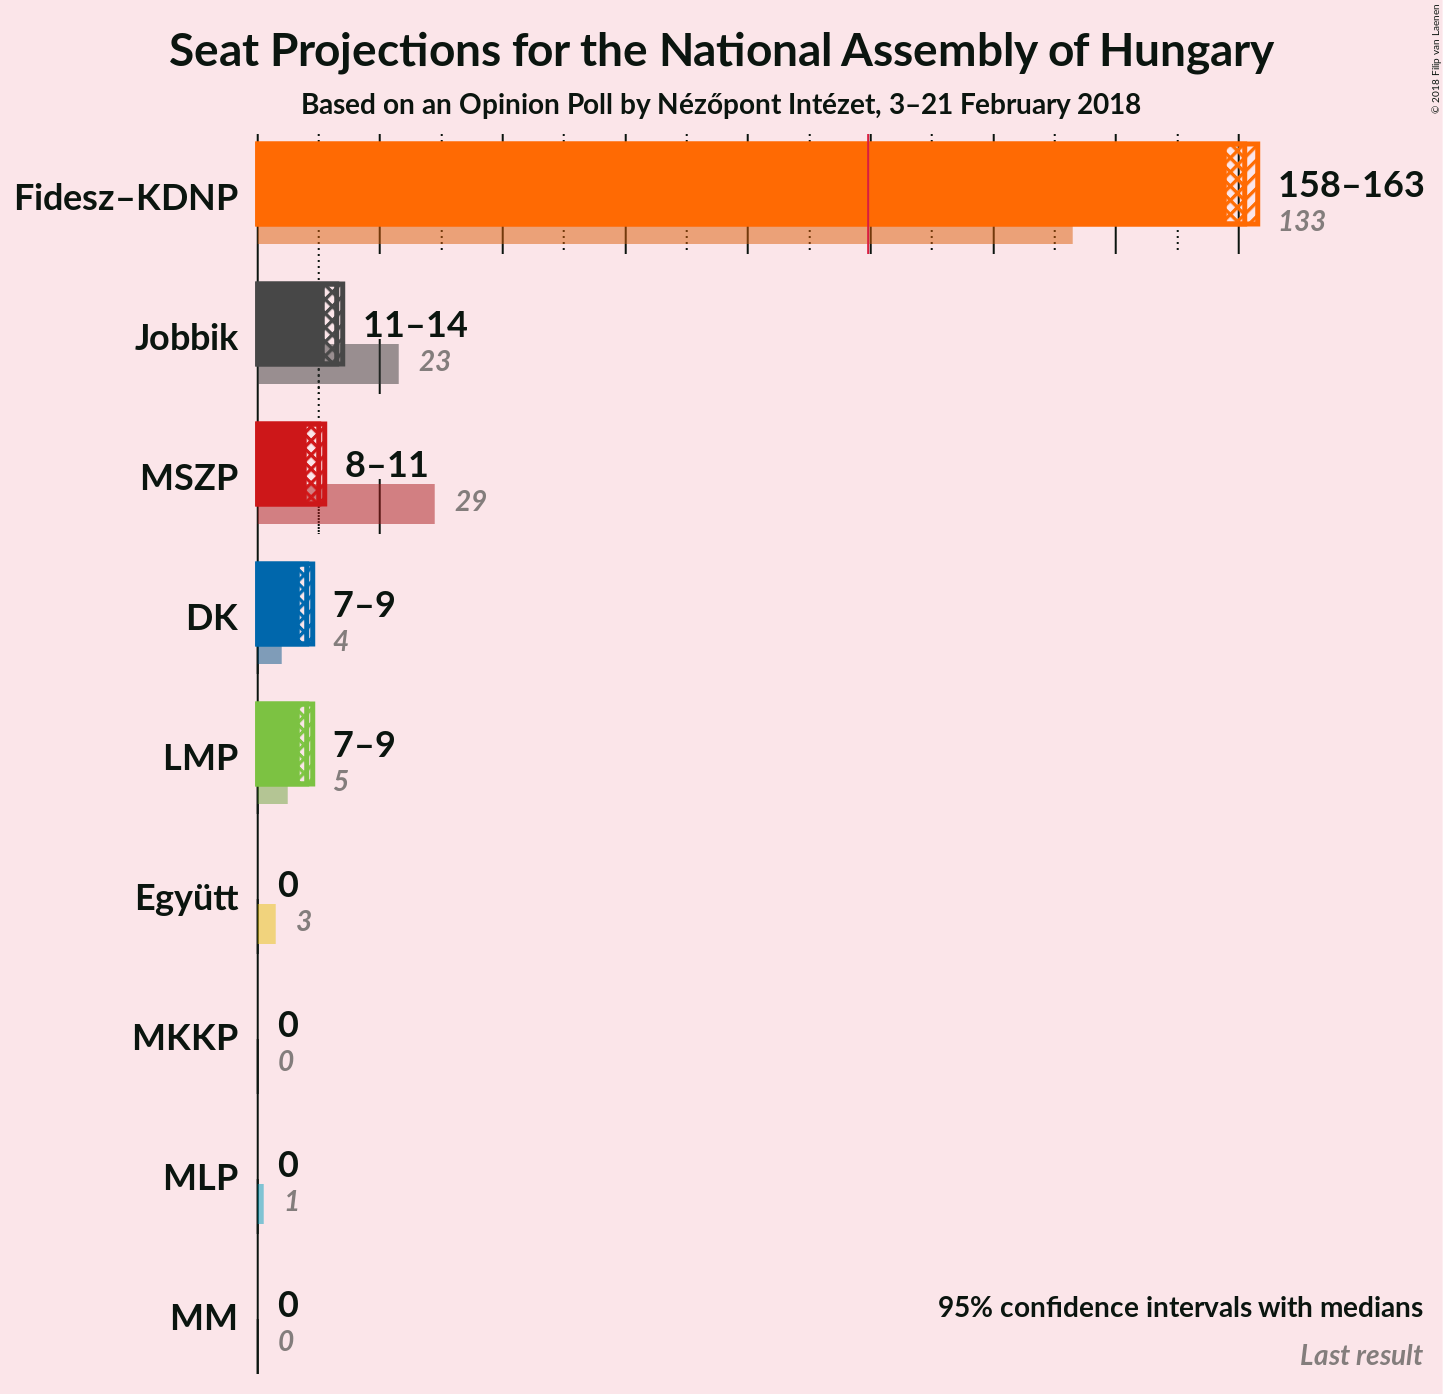 Seat Projections for the National Assembly of Hungary
Based on an Opinion Poll by Nézőpont Intézet, 3–21 February 2018
© 2018 Filip van Laenen
Fidesz–KDNP
158–163
133
Jobbik
11–14
23
MSZP
8–11
29
DK
7–9
4
LMP
7–9
5
Együtt
0
3
MKKP
0
0
MLP
0
1
MM
0
0
95% confidence intervals with medians
Last result